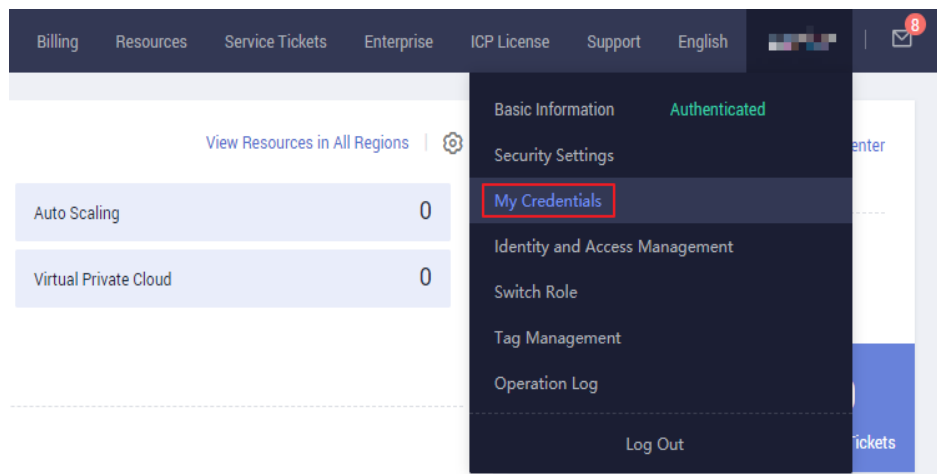 Billing Resources Service Tickets Enterprise ICP License Support English 8
Basic Information Authenticated
View Resources in All Regions enter
Security Settings
My Credentials
Auto Scaling 0
Identity and Access Management
Virtual Private Cloud 0
Switch Role
Tag Management
Operation Log
Log Out ickets